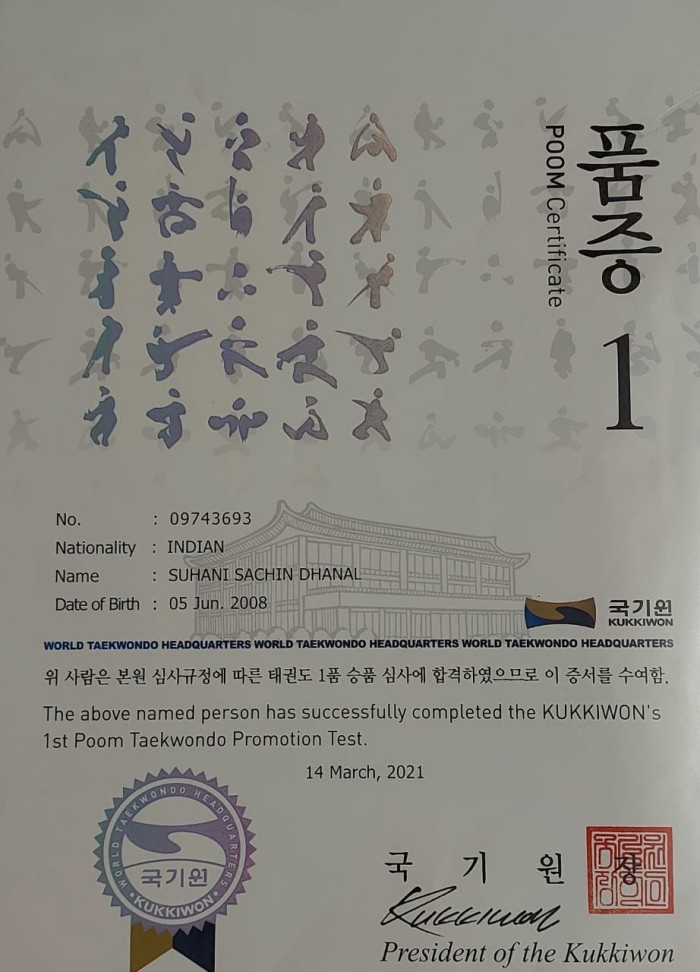 품증
POOM Certificate
1
No. : 09743693
Nationality : INDIAN
Name : SUHANI SACHIN DHANAL
Date of Birth : 05 Jun. 2008
국기원
KUKKIWON
WORLD TAEKWONDO HEADQUARTERS WORLD TAEKWONDO HEADQUARTERS WORLD TAEKWONDO HEADQUARTERS
위 사람은 본원 심사규정에 따른 태권도 1품 승품 심사에 합격하였으므로 이 증서를 수여함.
The above named person has successfully completed the KUKKIWON's
1st Poom Taekwondo Promotion Test.
14 March, 2021
WORLD TAEKWONDO HEADQUARTERS
국기원
KUKKIWON
국 기 원 장
Kukkiwon
President of the Kukkiwon